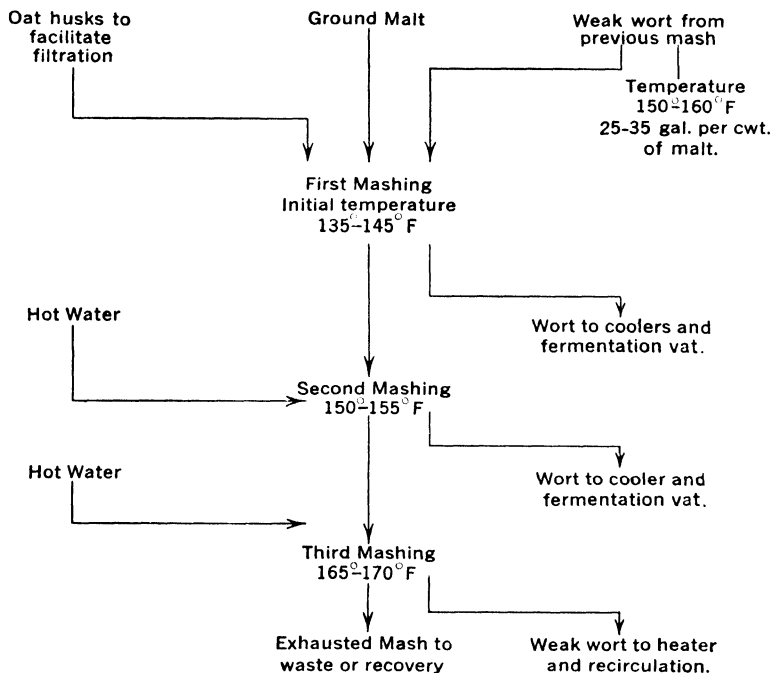 Oat husks to
facilitate
filtration
Ground Malt
Weak wort from
previous mash
Temperature
150°-160°F
25-35 gal. per cwt.
of malt.
First Mashing
Initial temperature
135°-145°F
Wort to coolers and
fermentation vat.
Hot Water
Second Mashing
150°-155°F
Wort to cooler and
fermentation vat.
Hot Water
Third Mashing
165°-170°F
Exhausted Mash to
waste or recovery
Weak wort to heater
and recirculation.